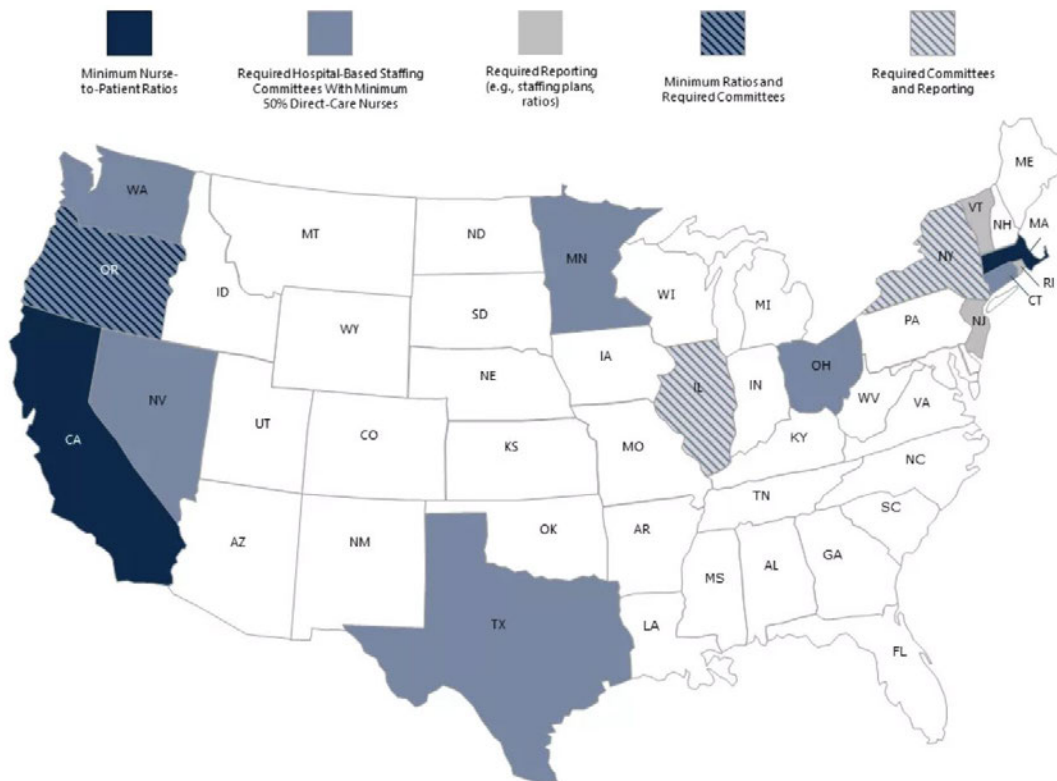 Minimum Nurse-
to-Patient Ratios
Required Hospital-Based Staffing
Committees With Minimum
50% Direct-Care Nurses
Required Reporting
(e.g., staffing plans,
ratios)
Minimum Ratios and
Required Committees
Required Committees
and Reporting
ME
WA
VT
NH
MA
MT
ND
OR
MN
NY
ID
WI
MI
RI
CT
SD
WY
PA
NJ
IA
NE
OH
IN
IL
NV
WV
VA
UT
CO
CA
KS
MO
KY
NC
TN
SC
OK
AR
AZ
NM
GA
MS
AL
TX
LA
FL